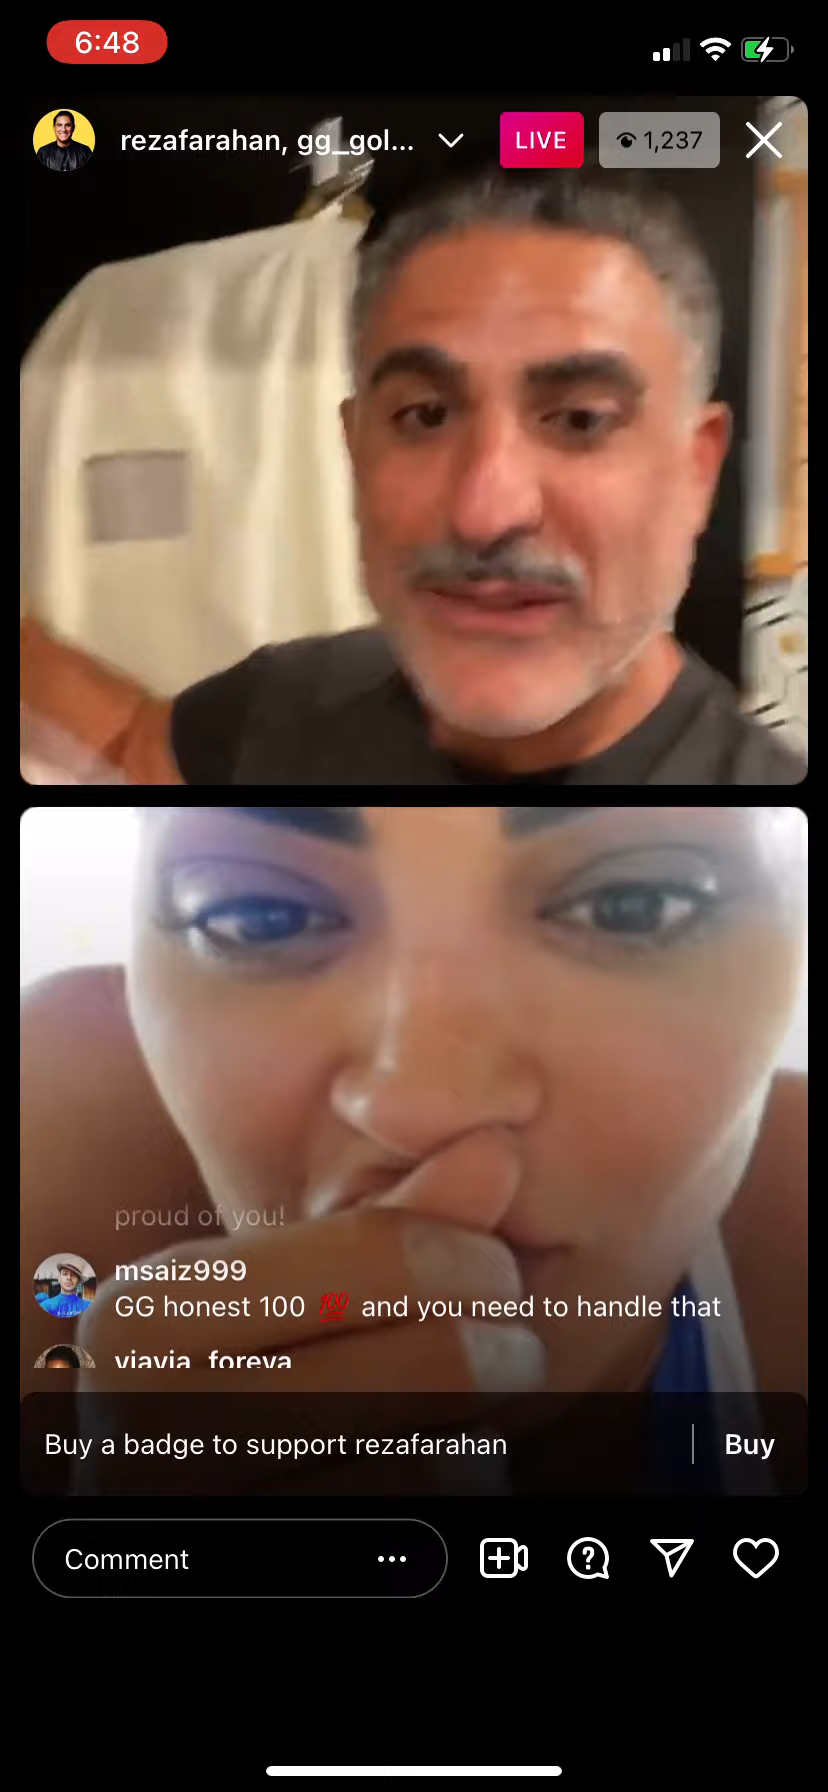 6:48
rezafarahan, gg_gol...
LIVE
1,237
proud of you!
msaiz999
GG honest 100 💯 and you need to handle that
viavia_foreva
Buy a badge to support rezafarahan
Buy
Comment